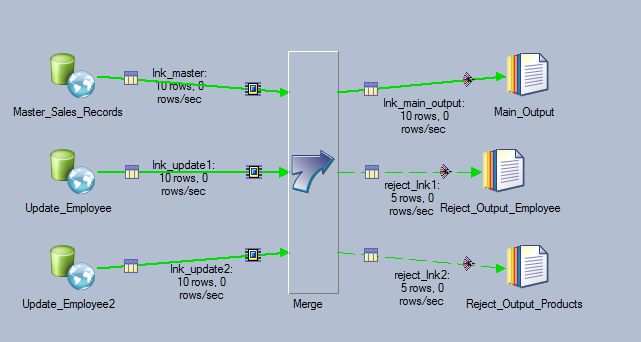 lnk_master:
10 rows, 0
rows/sec
Master_Sales_Records
lnk_main_output:
10 rows, 0
rows/sec
Main_Output
lnk_update1:
10 rows, 0
rows/sec
Update_Employee
reject_lnk1:
5 rows, 0
rows/sec
Reject_Output_Employee
lnk_update2:
10 rows, 0
rows/sec
Update_Employee2
Merge
reject_lnk2:
5 rows, 0
rows/sec
Reject_Output_Products